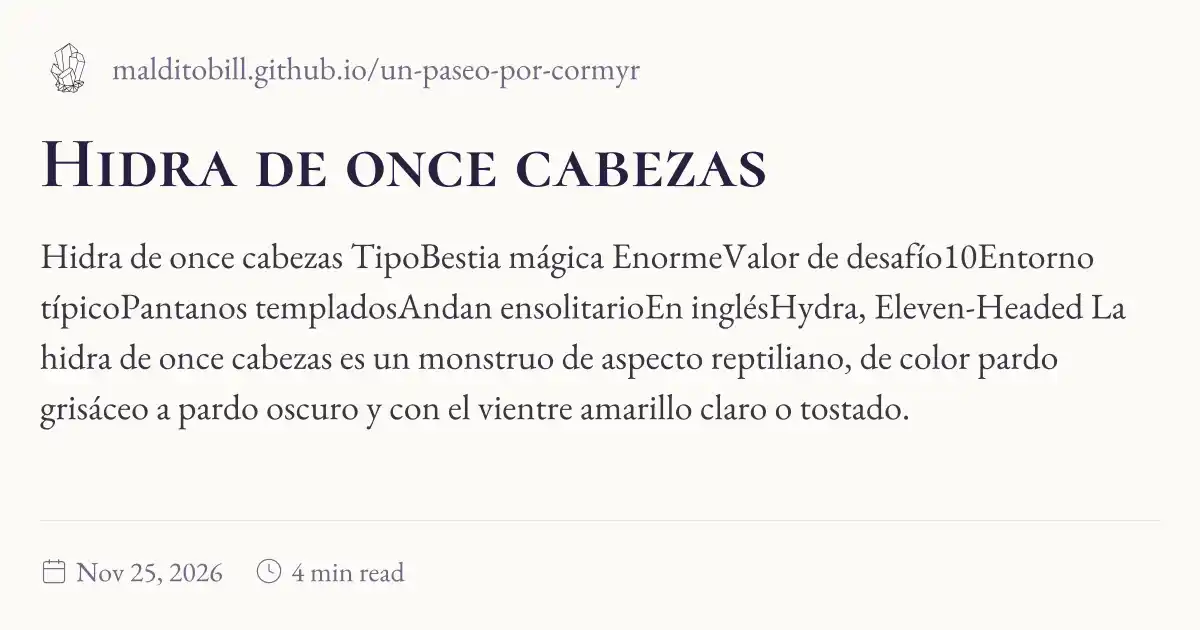 malditobill.github.io/un-paseo-por-cormyr
Hidra de once cabezas
Hidra de once cabezas TipoBestia mágica EnormeValor de desafío10Entorno
típicoPantanos templadosAndan ensolitarioEn inglésHydra, Eleven-Headed La
hidra de once cabezas es un monstruo de aspecto reptiliano, de color pardo
grisáceo a pardo oscuro y con el vientre amarillo claro o tostado.
Nov 25, 2026 4 min read